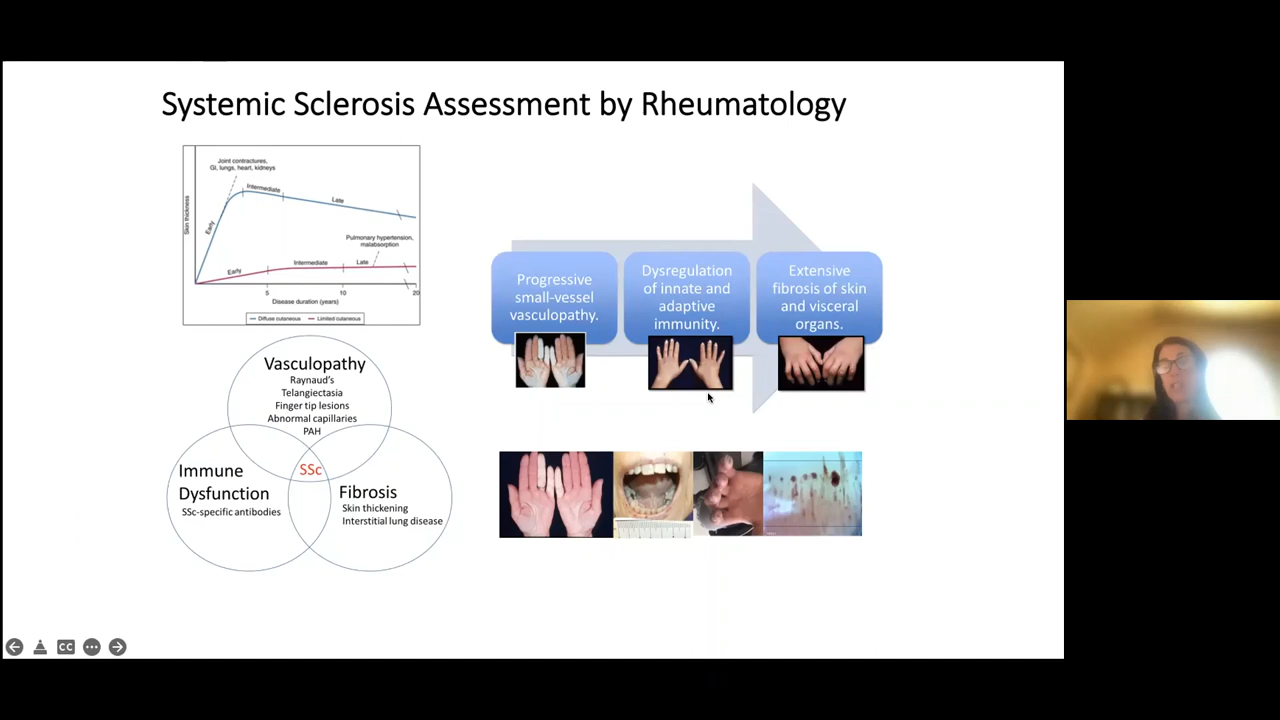 Systemic Sclerosis Assessment by Rheumatology
Joint contractures,
GI, lungs, heart, kidneys
Intermediate
Late
Early
Skin thickness
Pulmonary hypertension,
malabsorption
Early
Intermediate
Late
5
10
20
Disease duration (years)
Diffuse cutaneous
Limited cutaneous
Progressive
small-vessel
vasculopathy.
Dysregulation
of innate and
adaptive
immunity.
Extensive
fibrosis of skin
and visceral
organs.
Vasculopathy
Raynaud's
Telangiectasia
Finger tip lesions
Abnormal capillaries
PAH
SSc
Immune
Dysfunction
SSc-specific antibodies
Fibrosis
Skin thickening
Interstitial lung disease
CC